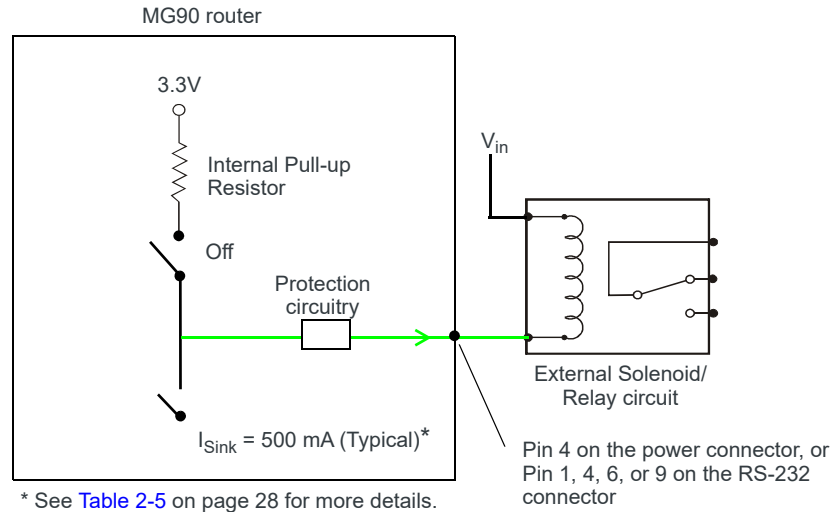 MG90 router
3.3V
Internal Pull-up
Resistor
Off
Protection
circuitry
Vin
External Solenoid/
Relay circuit
ISink = 500 mA (Typical)*
Pin 4 on the power connector, or
Pin 1, 4, 6, or 9 on the RS-232
connector
* See Table 2-5 on page 28 for more details.